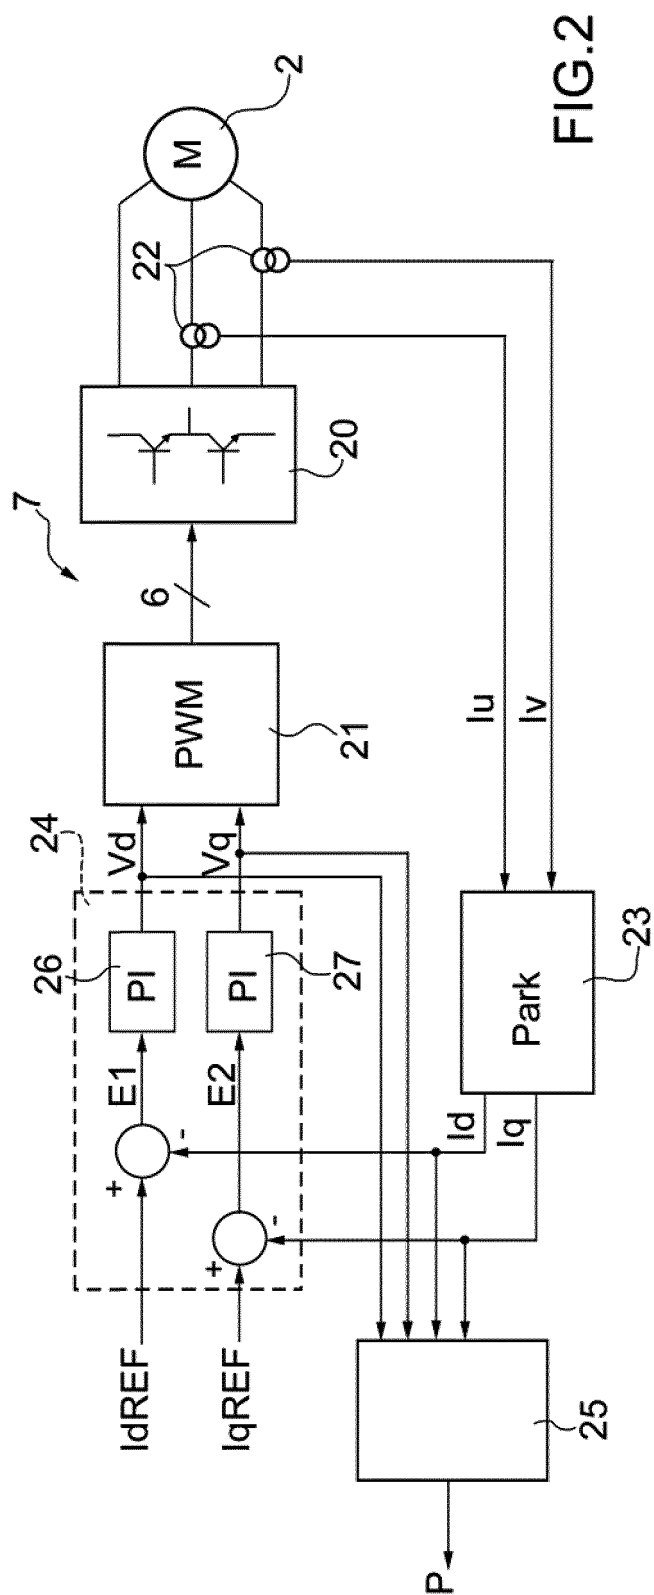 FIG.2
7
24
26
27
Vd
Vq
E1
E2
PI
PI
+
-
+
-
IdREF
IqREF
PWM
21
6
20
22
M
2
Iu
Iv
Park
23
Id
Iq
25
P